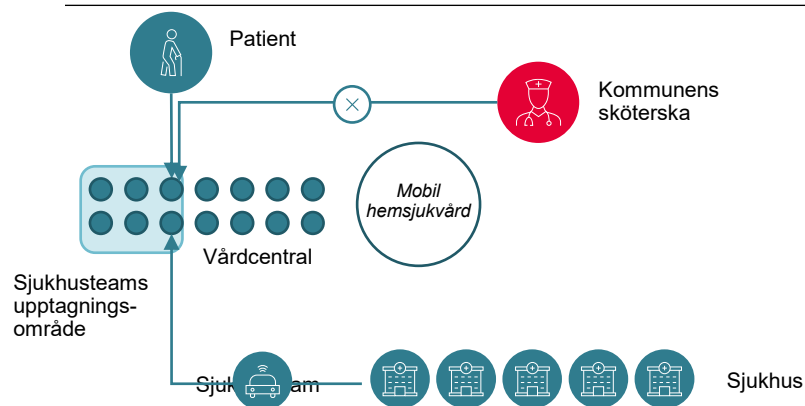 Patient
Kommunens
sköterska
Mobil
hemsjukvård
Vårdcentral
Sjukhusteams
upptagnings-
område
Sjukhus